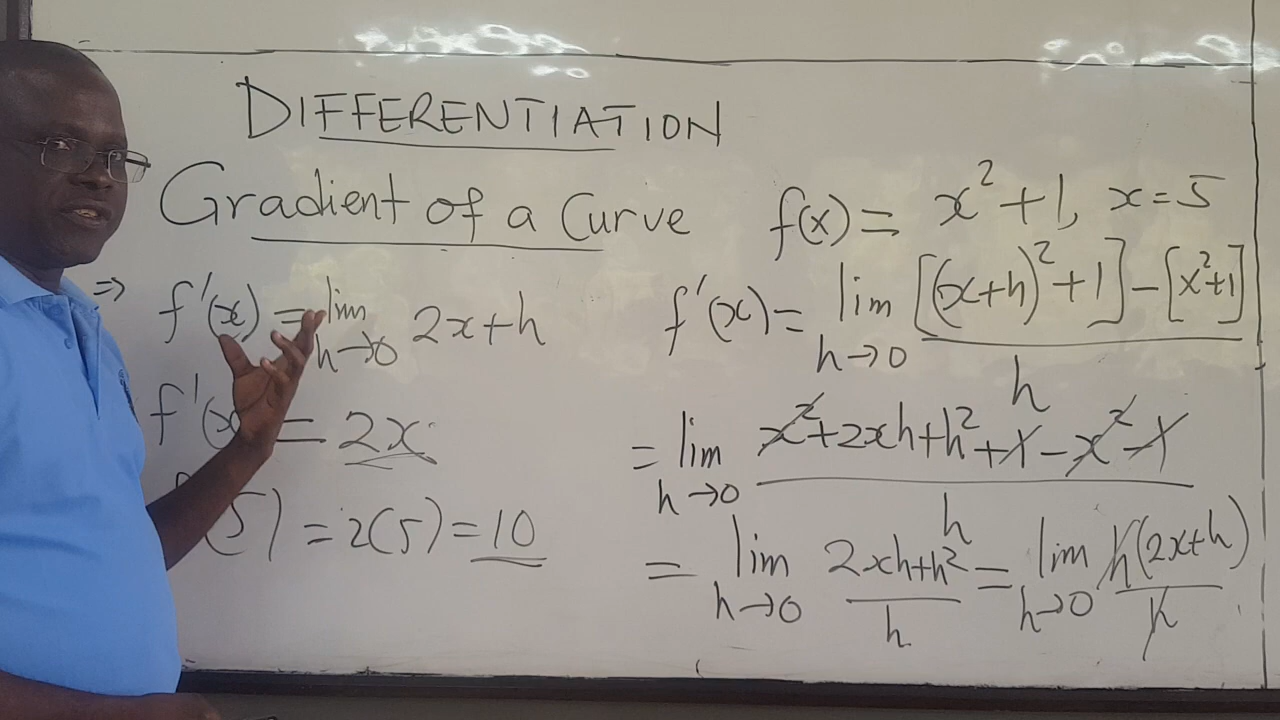 DIFFERENTIATION
Gradient of a Curve
f(x) = x² + 1, x = 5
f'(x) = lim h→0 [(x+h)² + 1] - [x²+1] / h
= lim h→0 x² + 2xh + h² + 1 - x² - 1 / h
= lim h→0 2xh + h² / h = lim h→0 h(2x+h) / h
⇒ f'(x) = lim h→0 2x + h
f'(x = 2x
(5) = 2(5) = 10